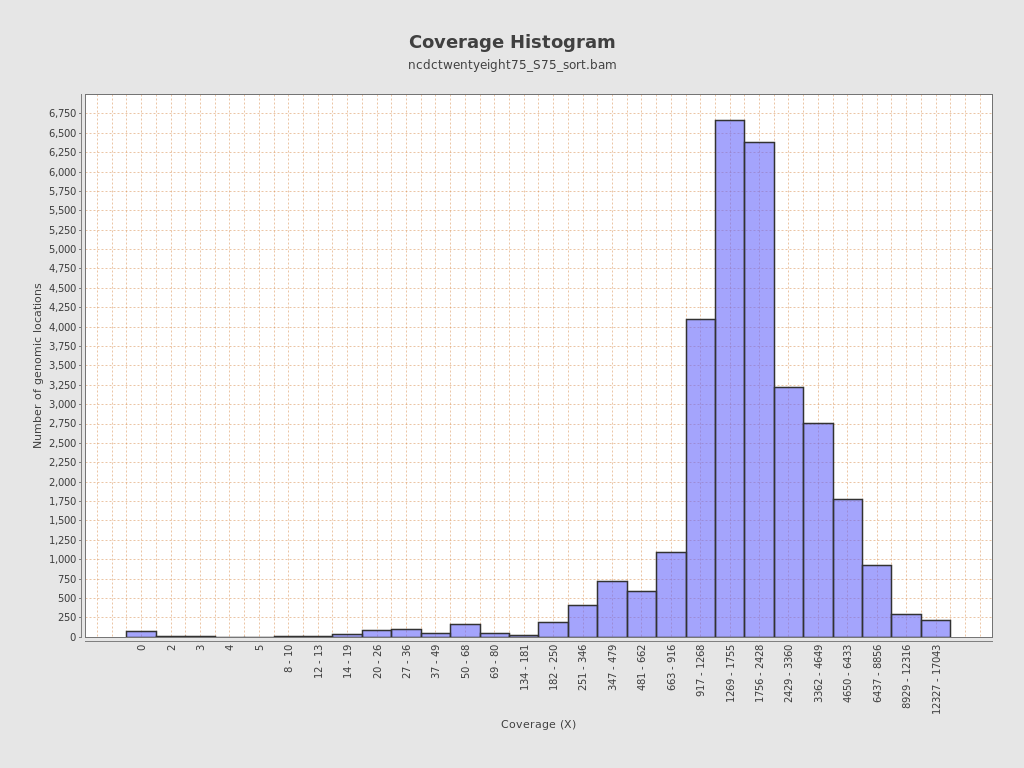 Coverage Histogram
ncdctwentyeight75_S75_sort.bam
Number of genomic locations
6,750
6,500
6,250
6,000
5,750
5,500
5,250
5,000
4,750
4,500
4,250
4,000
3,750
3,500
3,250
3,000
2,750
2,500
2,250
2,000
1,750
1,500
1,250
1,000
750
500
250
0
0
2
3
4
5
8 - 10
12 - 13
14 - 19
20 - 26
27 - 36
37 - 49
50 - 68
69 - 80
134 - 181
182 - 250
251 - 346
347 - 479
481 - 662
663 - 916
917 - 1268
1269 - 1755
1756 - 2428
2429 - 3360
3362 - 4649
4650 - 6433
6437 - 8856
8929 - 12316
12327 - 17043
Coverage (X)